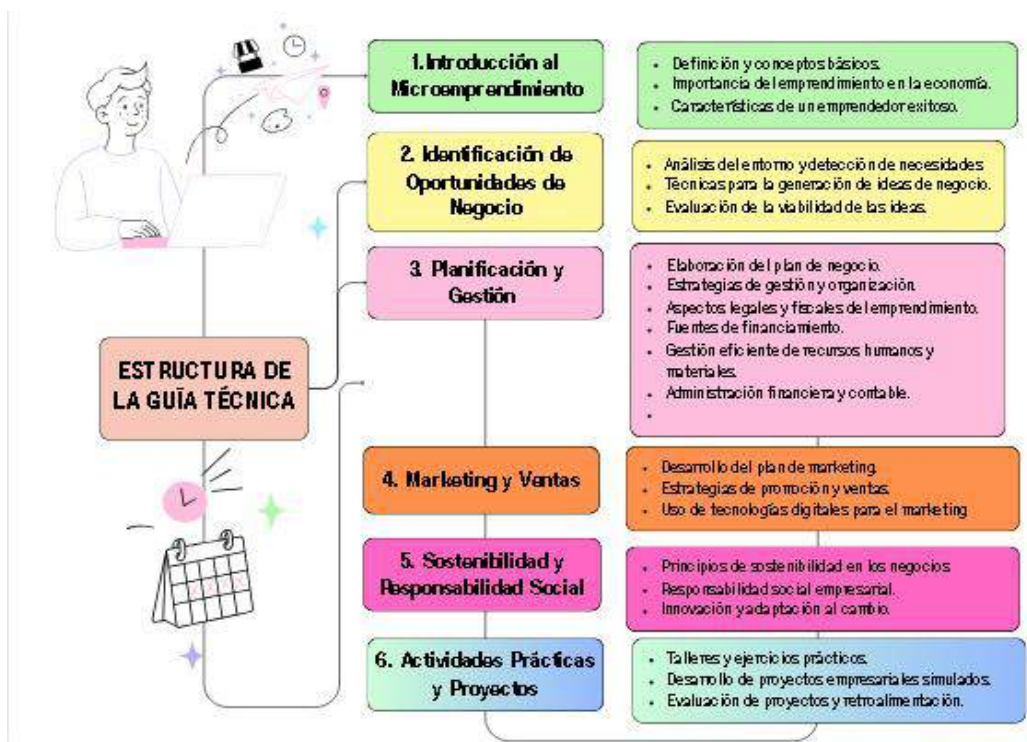 1. Introducción al
Microemprendimiento
• Definición y conceptos básicos.
• Importancia del emprendimiento en la economía.
• Características de un emprendedor exitoso.
2. Identificación de
Oportunidades de
Negocio
• Análisis del entorno y detección de necesidades
• Técnicas para la generación de ideas de negocio.
• Evaluación de la viabilidad de las ideas.
3. Planificación y
Gestión
• Elaboración del plan de negocio.
• Estrategias de gestión y organización.
• Aspectos legales y fiscales del emprendimiento.
• Fuentes de financiamiento.
• Gestión eficiente de recursos humanos y
materiales.
• Administración financiera y contable.
•
ESTRUCTURA DE
LA GUÏA TÉCNICA
4. Marketing y Ventas
• Desarrollo del plan de marketing.
• Estrategias de promoción y ventas.
• Uso de tecnologías digitales para el marketing
5. Sostenibilidad y
Responsabilidad Social
• Principios de sostenibilidad en los negocios.
• Responsabilidad social empresarial.
• Innovación y adaptación al cambio.
6. Actividades Prácticas
y Proyectos
• Talleres y ejercicios prácticos.
• Desarrollo de proyectos empresariales simulados.
• Evaluación de proyectos y retroalimentación.